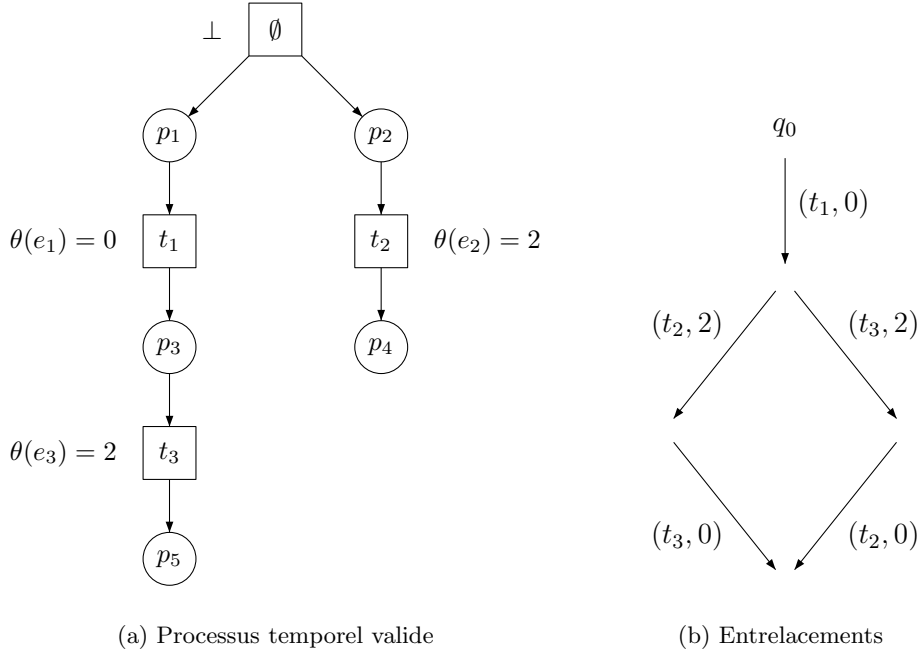 ⊥ ∅
p₁ p₂ q₀
(t₁, 0)
θ(e₁) = 0 t₁ t₂ θ(e₂) = 2
(t₂, 2) (t₃, 2)
p₃ p₄
θ(e₃) = 2 t₃
(t₃, 0) (t₂, 0)
p₅
(a) Processus temporel valide (b) Entrelacements